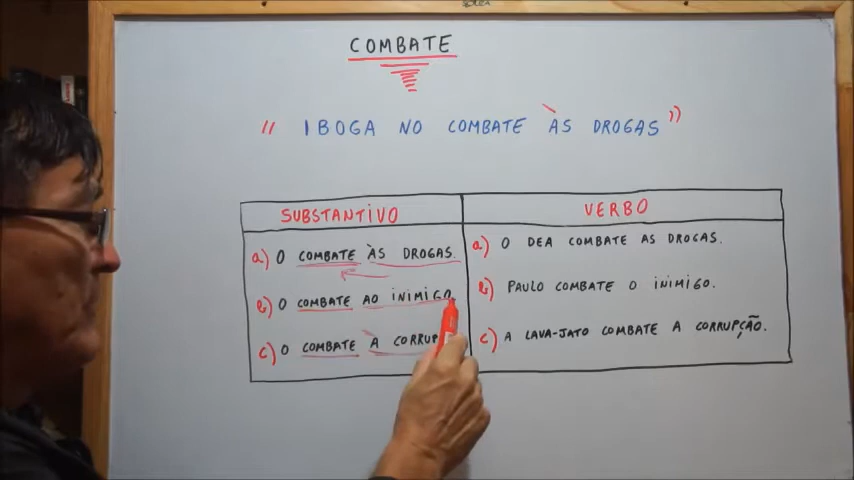 COMBATE
" IBOGA NO COMBATE ÀS DROGAS "
SUBSTANTIVO
a) O COMBATE ÀS DROGAS.
b) O COMBATE AO INIMIGO.
c) O COMBATE À
VERBO
a) O DEA COMBATE AS DROGAS.
b) PAULO COMBATE O INIMIGO.
c) A LAVA-JATO COMBATE A CORRUPÇÃO.